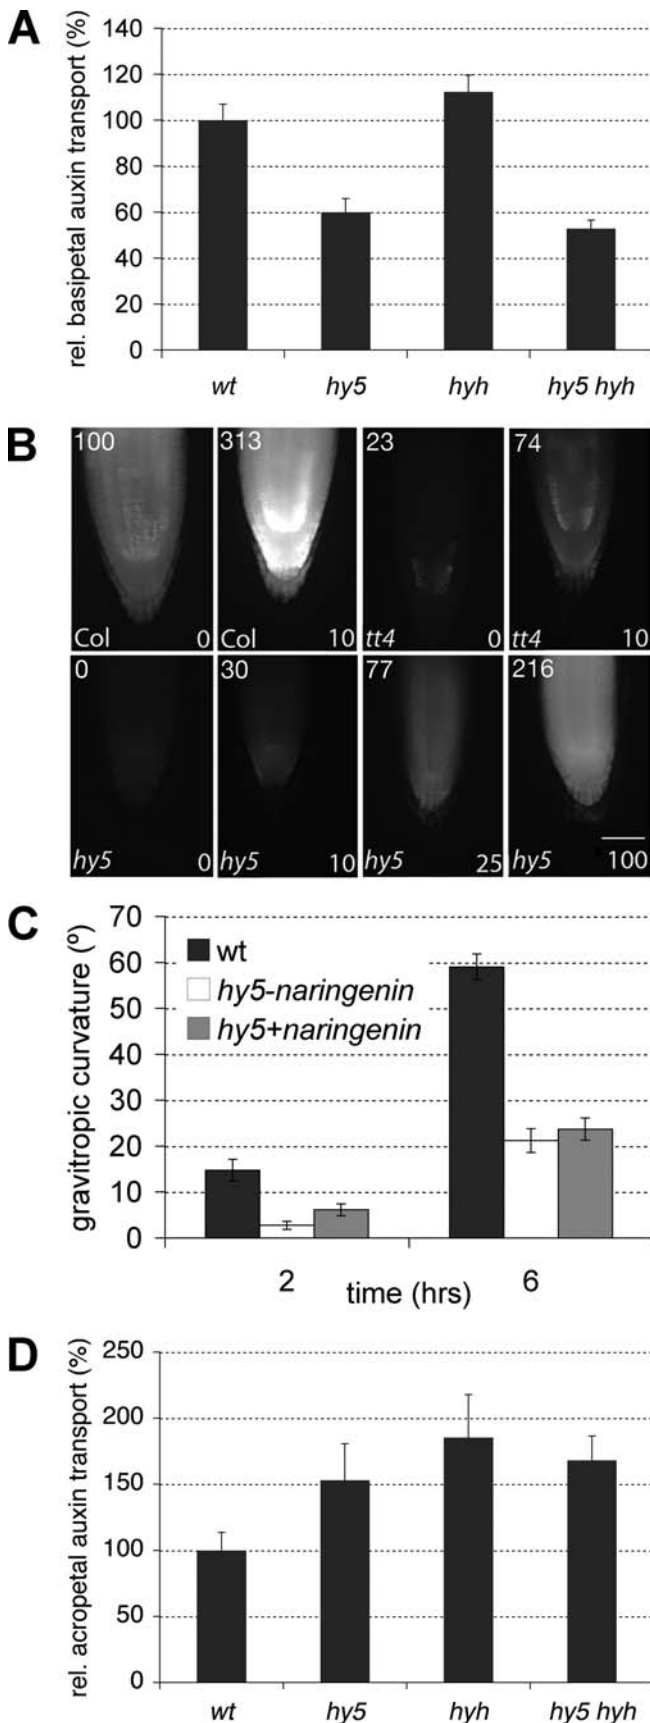 A
rel. basipetal auxin transport (%)
140
120
100
80
60
40
20
0
wt hy5 hyh hy5 hyh
B
100 313 23 74
Col 0 Col 10 tt4 0 tt4 10
0 30 77 216
hy5 0 hy5 10 hy5 25 hy5 100
C
gravitropic curvature (º)
70
60
50
40
30
20
10
0
wt
hy5-naringenin
hy5+naringenin
2 6
time (hrs)
D
rel. acropetal auxin transport (%)
250
200
150
100
50
0
wt hy5 hyh hy5 hyh